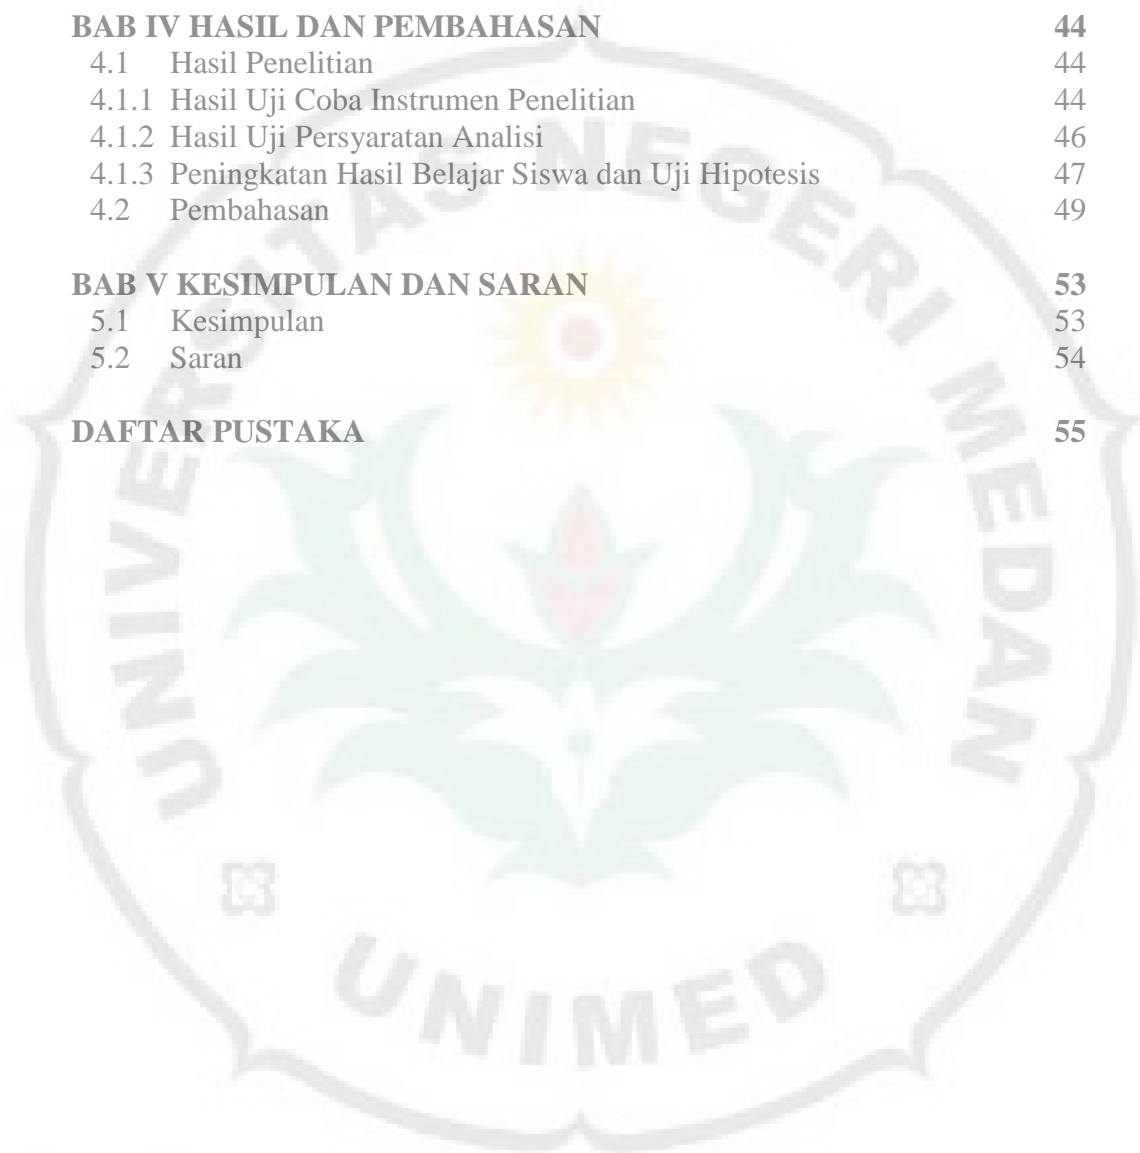 BAB IV HASIL DAN PEMBAHASAN 44
4.1 Hasil Penelitian 44
4.1.1 Hasil Uji Coba Instrumen Penelitian 44
4.1.2 Hasil Uji Persyaratan Analisi 46
4.1.3 Peningkatan Hasil Belajar Siswa dan Uji Hipotesis 47
4.2 Pembahasan 49
BAB V KESIMPULAN DAN SARAN 53
5.1 Kesimpulan 53
5.2 Saran 54
DAFTAR PUSTAKA 55
UNIVERSITAS NEGERI MEDAN
UNIMED